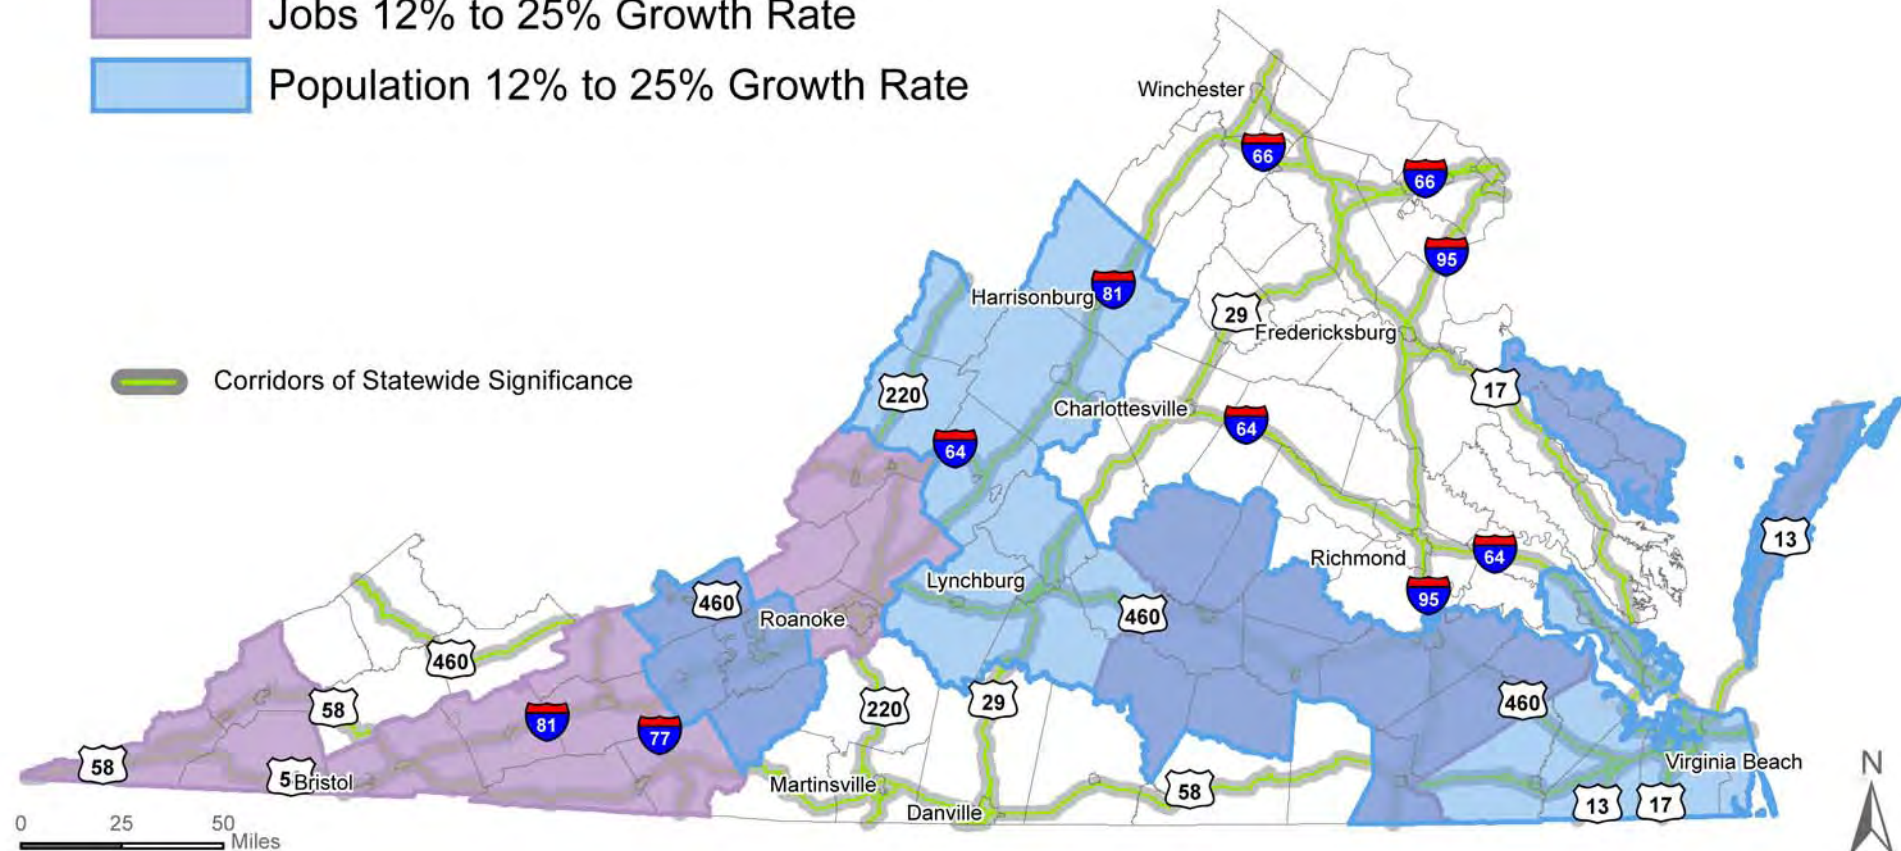 Jobs 12% to 25% Growth Rate
Population 12% to 25% Growth Rate
Winchester
66
66
95
Harrisonburg
81
29
Fredericksburg
220
Corridors of Statewide Significance
17
Charlottesville
64
64
13
Richmond
64
Lynchburg
460
95
460
Roanoke
460
58
81
77
220
29
460
58
5
Bristol
Martinsville
Danville
58
Virginia Beach
13
17
N
0 25 50
Miles